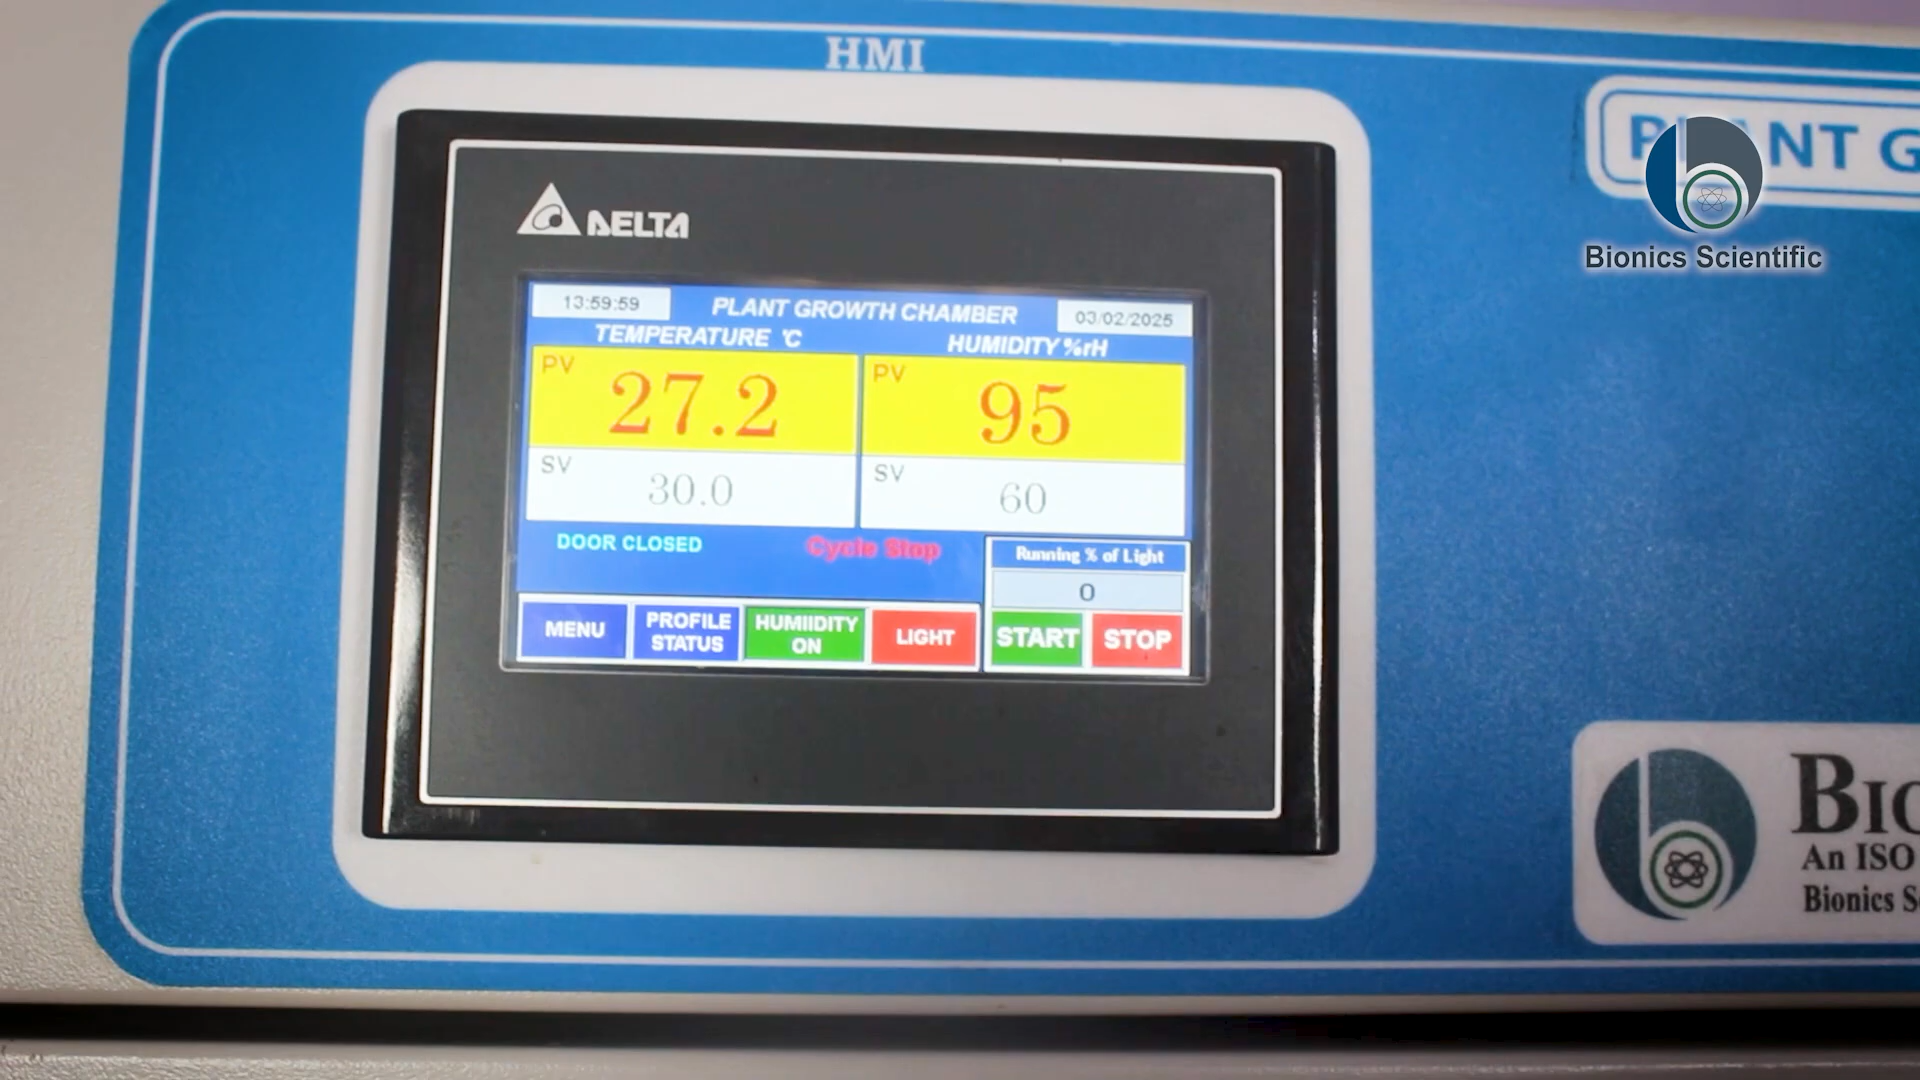 HMI
PLANT G
Bionics Scientific
DELTA
13:59:59
PLANT GROWTH CHAMBER
03/02/2025
TEMPERATURE °C
HUMIDITY %rH
PV
27.2
PV
95
SV
30.0
SV
60
DOOR CLOSED
Cycle Stop
Running % of Light
0
MENU
PROFILE
STATUS
HUMIIDITY
ON
LIGHT
START
STOP
BIO
An ISO
Bionics S